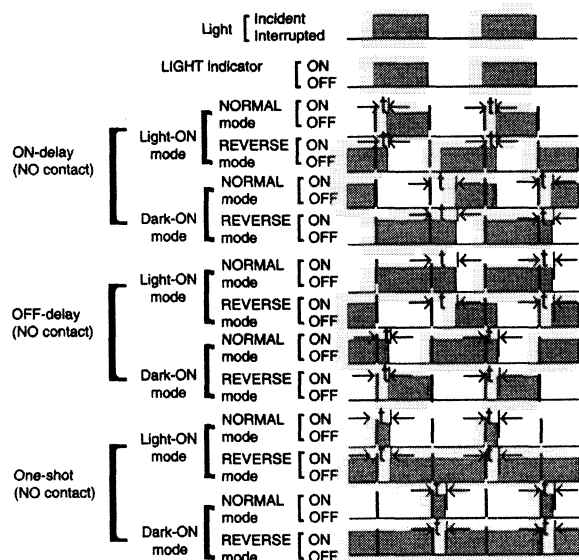 Light Incident
Interrupted
LIGHT Indicator ON
OFF
ON-delay
(NO contact)
Light-ON
mode
NORMAL
mode
ON
OFF
t
t
REVERSE
mode
ON
OFF
t
t
Dark-ON
mode
NORMAL
mode
ON
OFF
t
t
REVERSE
mode
ON
OFF
t
t
OFF-delay
(NO contact)
Light-ON
mode
NORMAL
mode
ON
OFF
t
t
REVERSE
mode
ON
OFF
t
t
Dark-ON
mode
NORMAL
mode
ON
OFF
t
t
REVERSE
mode
ON
OFF
t
t
One-shot
(NO contact)
Light-ON
mode
NORMAL
mode
ON
OFF
t
t
REVERSE
mode
ON
OFF
t
t
Dark-ON
mode
NORMAL
mode
ON
OFF
t
t
REVERSE
mode
ON
OFF
t
t